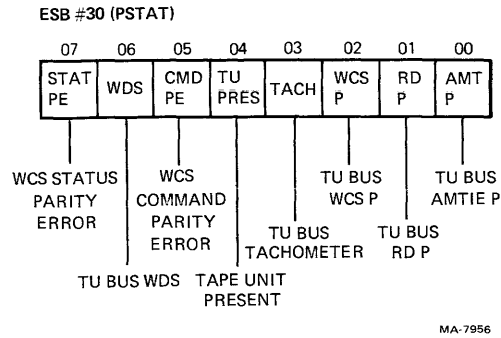 ESB #30 (PSTAT)
07 06 05 04 03 02 01 00
STAT PE
WDS
CMD PE
TU PRES
TACH
WCS P
RD P
AMT P
WCS STATUS
PARITY
ERROR
TU BUS WDS
WCS
COMMAND
PARITY
ERROR
TAPE UNIT
PRESENT
TU BUS
TACHOMETER
TU BUS
WCS P
TU BUS
RD P
TU BUS
AMTIE P
MA-7956